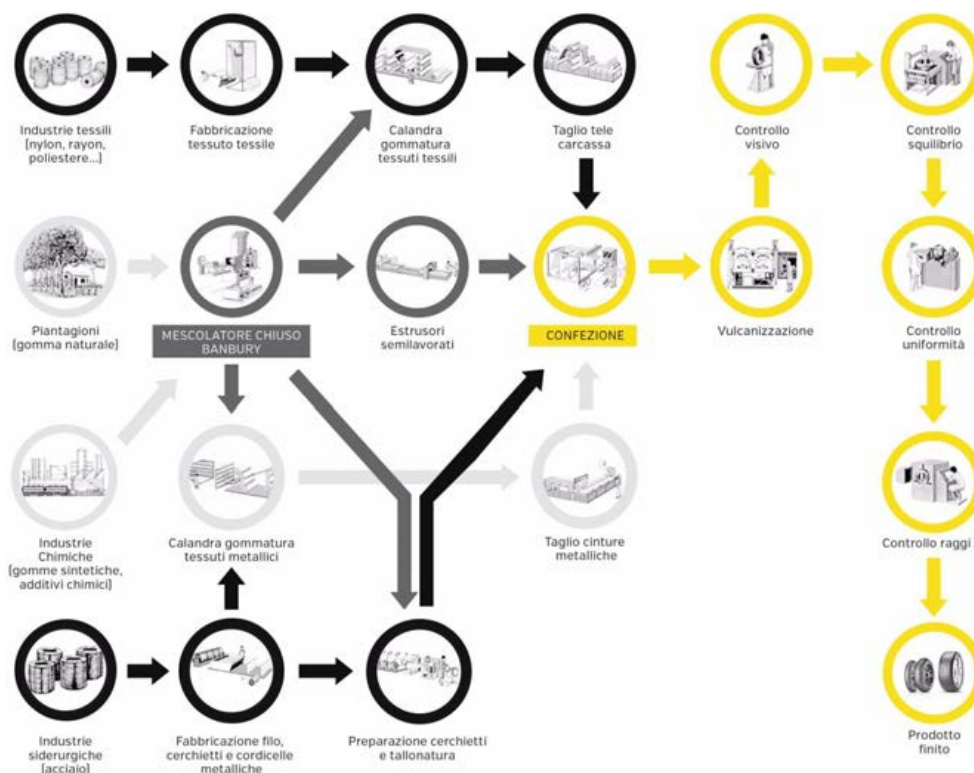 Industrie tessili
[nylon, rayon,
poliestere...]
Fabbricazione
tessuto tessile
Calandra
gommatura
tessuti tessili
Taglio tele
carcassa
Controllo
visivo
Controllo
squilibrio
Plantagioni
[gomma naturale]
MESCOLATORE CHIUSO
BANBURY
Estrusori
semilavorati
CONFEZIONE
Vulcanizzazione
Controllo
uniformità
Industrie
Chimiche
[gomme sintetiche,
additivi chimici]
Calandra gommatura
tessuti metallici
Taglio cinture
metalliche
Controllo raggi
Industrie
siderurgiche
[acciaio]
Fabbricazione filo,
cerchietti e cordicelle
metalliche
Preparazione cerchietti
e tallonatura
Prodotto
finito